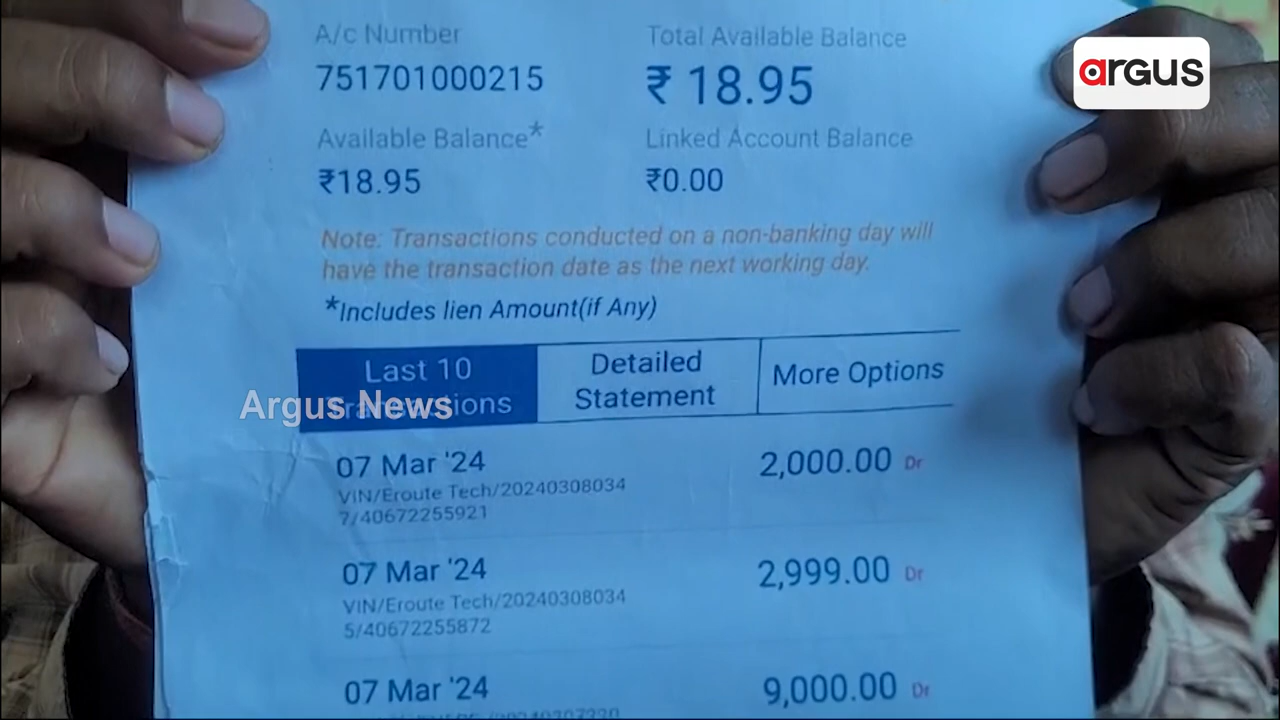 A/c Number
Total Available Balance
751701000215
₹ 18.95
Available Balance*
Linked Account Balance
₹18.95
₹0.00
Note: Transactions conducted on a non-banking day will
have the transaction date as the next working day.
*Includes lien Amount(if Any)
Last 10
Transactions
Detailed
Statement
More Options
07 Mar '24
2,000.00 Dr
VIN/Eroute Tech/20240308034
7/40672255921
07 Mar '24
2,999.00 Dr
VIN/Eroute Tech/20240308034
5/40672255872
07 Mar '24
9,000.00 Dr
argus
Argus News